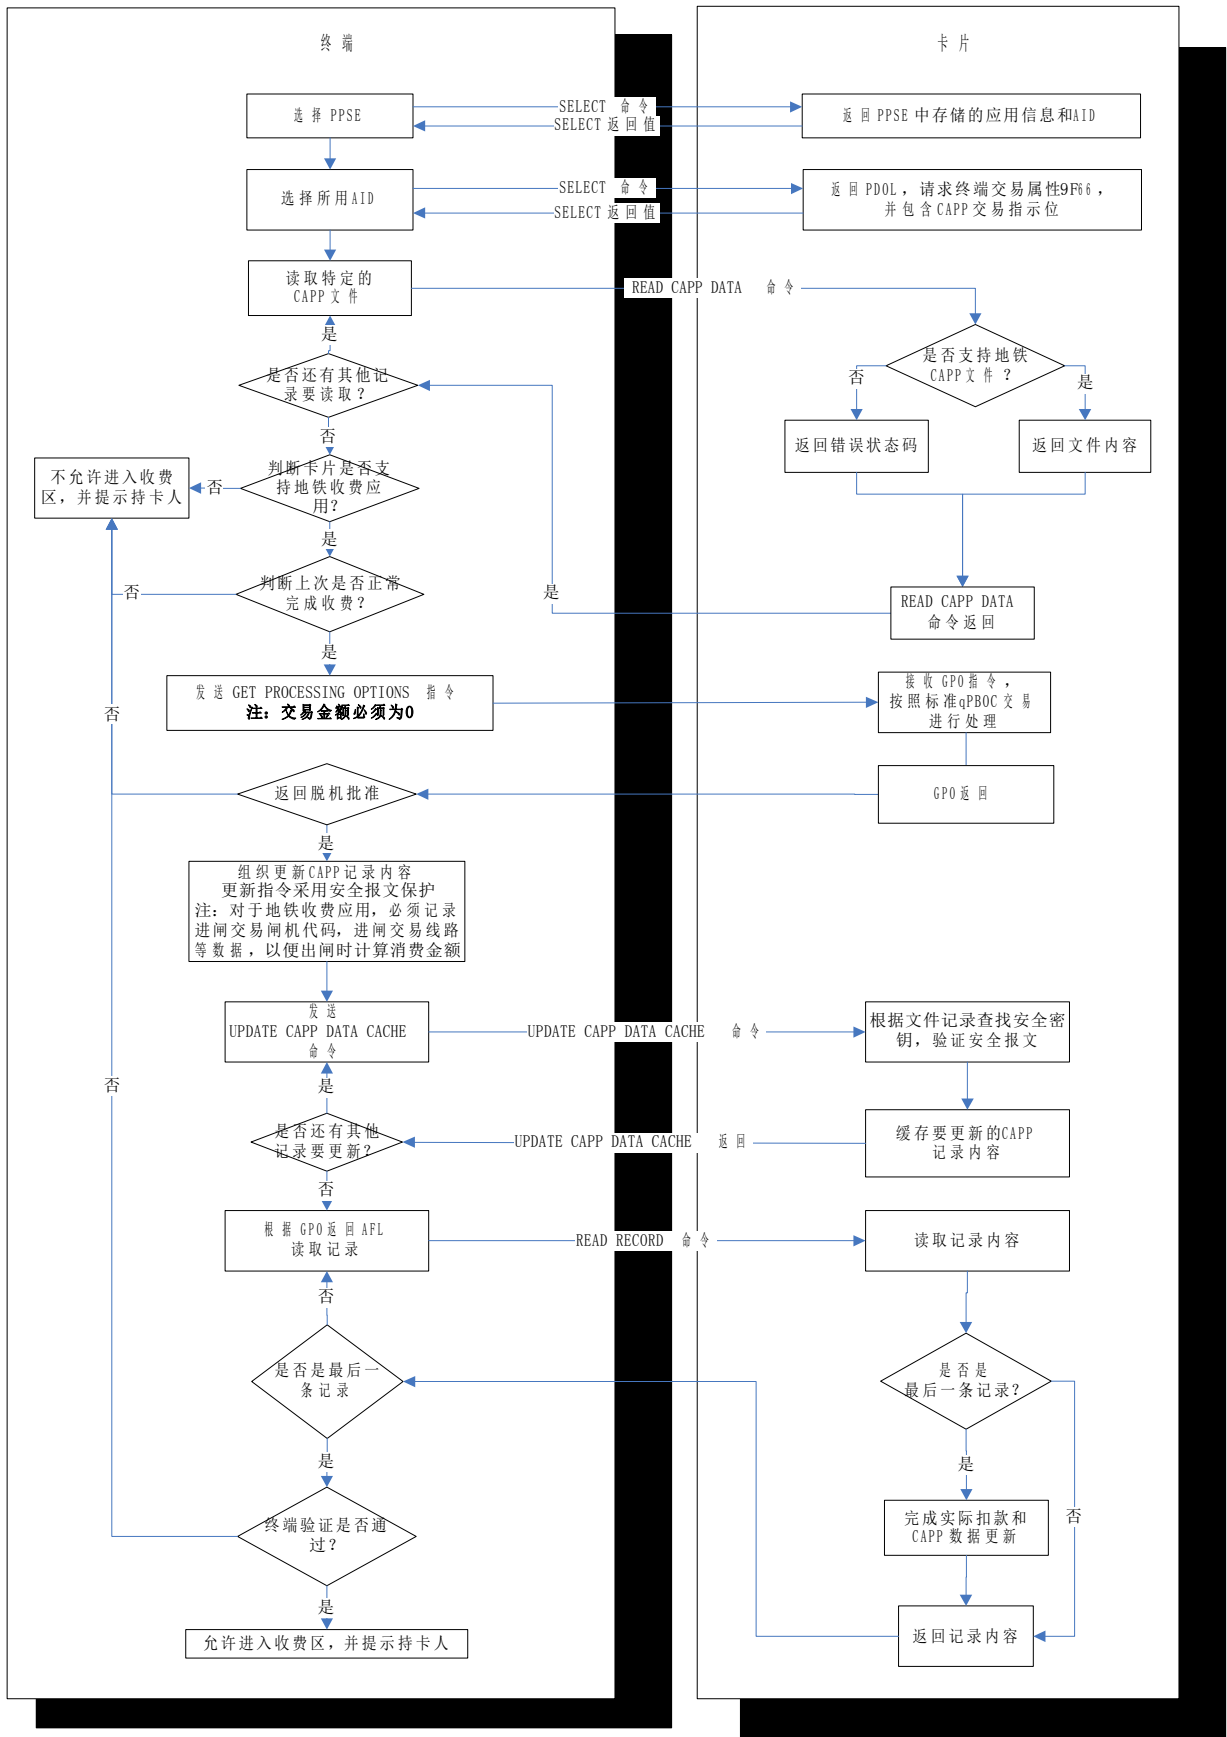 终 端
卡 片
选 择 PPSE
SELECT 命 令
SELECT 返 回 值
返 回 PPSE 中存储的应用信息和AID
选 择 所 用 AID
SELECT 命 令
SELECT 返 回 值
返 回 PDOL , 请求终端交易属性9F66 ,
并 包 含 CAPP 交 易 指 示 位
读 取 特 定 的
CAPP 文 件
READ CAPP DATA 命 令
是
是否还有其他记
录要读取?
是 否 支 持 地 铁
CAPP 文 件 ?
否
是
返回错误状态码
返回文件内容
否
判断卡片是否支
持地铁收费应
用?
否
不允许进入收费
区, 并提示持卡人
是
判断上次是否正常
完成收费?
否
是
READ CAPP DATA
命 令 返 回
是
发 送 GET PROCESSING OPTIONS 指 令
注: 交易金额必须为0
接 收 GPO 指 令 ,
按 照 标 准 qPBOC 交 易
进 行 处 理
否
返回脱机批准
GPO 返 回
是
组 织 更 新 CAPP 记 录 内 容
更新指令采用安全报文保护
注: 对于地铁收费应用, 必须记录
进闸交易闸机代码, 进闸交易线路
等 数 据 , 以便出闸时计算消费金额
发 送
UPDATE CAPP DATA CACHE
命 令
UPDATE CAPP DATA CACHE 命 令
根据文件记录查找安全密
钥, 验证安全报文
否
是
是否还有其他
记录要更新?
UPDATE CAPP DATA CACHE 返 回
缓存要更新的CAPP
记录内容
否
根 据 GPO 返 回 AFL
读 取 记 录
READ RECORD 命 令
读取记录内容
否
是否是最后一
条记录
是 否 是
最后一条记录?
是
是
否
终端验证是否通
过?
完成实际扣款和
CAPP 数 据 更 新
是
允许进入收费区, 并提示持卡人
返回记录内容